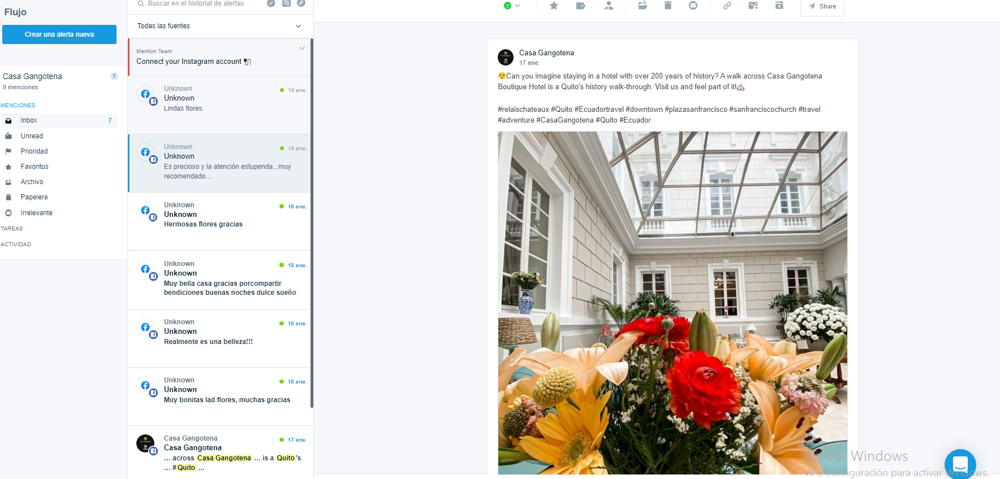 Flujo
Crear una alerta nueva
Casa Gangotena
7
9 menciones
MENCIONES
Inbox
7
Unread
Prioridad
Favoritos
Archivo
Papelera
Irrelevante
TAREAS
ACTIVIDAD
Buscar en el historial de alertas
Todas las fuentes
Mention Team
Connect your Instagram account
Unknown
19 ene.
Unknown
Lindas flores.
Unknown
19 ene.
Unknown
Es precioso y la atención estupenda...muy
recomendado....
Unknown
18 ene.
Unknown
Hermosas flores gracias
Unknown
18 ene.
Unknown
Muy bella casa gracias porcompartir
bendiciones buenas noches dulce sueño
Unknown
18 ene.
Unknown
Realmente es una belleza!!!
Unknown
18 ene.
Unknown
Muy bonitas lad flores, muchas gracias
Casa Gangotena
17 ene.
Casa Gangotena
... across Casa Gangotena ... is a Quito's
... #Quito ...
Share
Casa Gangotena
17 ene.
😯Can you imagine staying in a hotel with over 200 years of history? A walk across Casa Gangotena
Boutique Hotel is a Quito's history walk-through. Visit us and feel part of it!
#relaischateaux #Quito #Ecuadortravel #downtown #plazasanfrancisco #sanfranciscochurch #travel
#adventure #CasaGangotena #Quito #Ecuador
Activar Windows
Ve a Configuración para activar Windows.